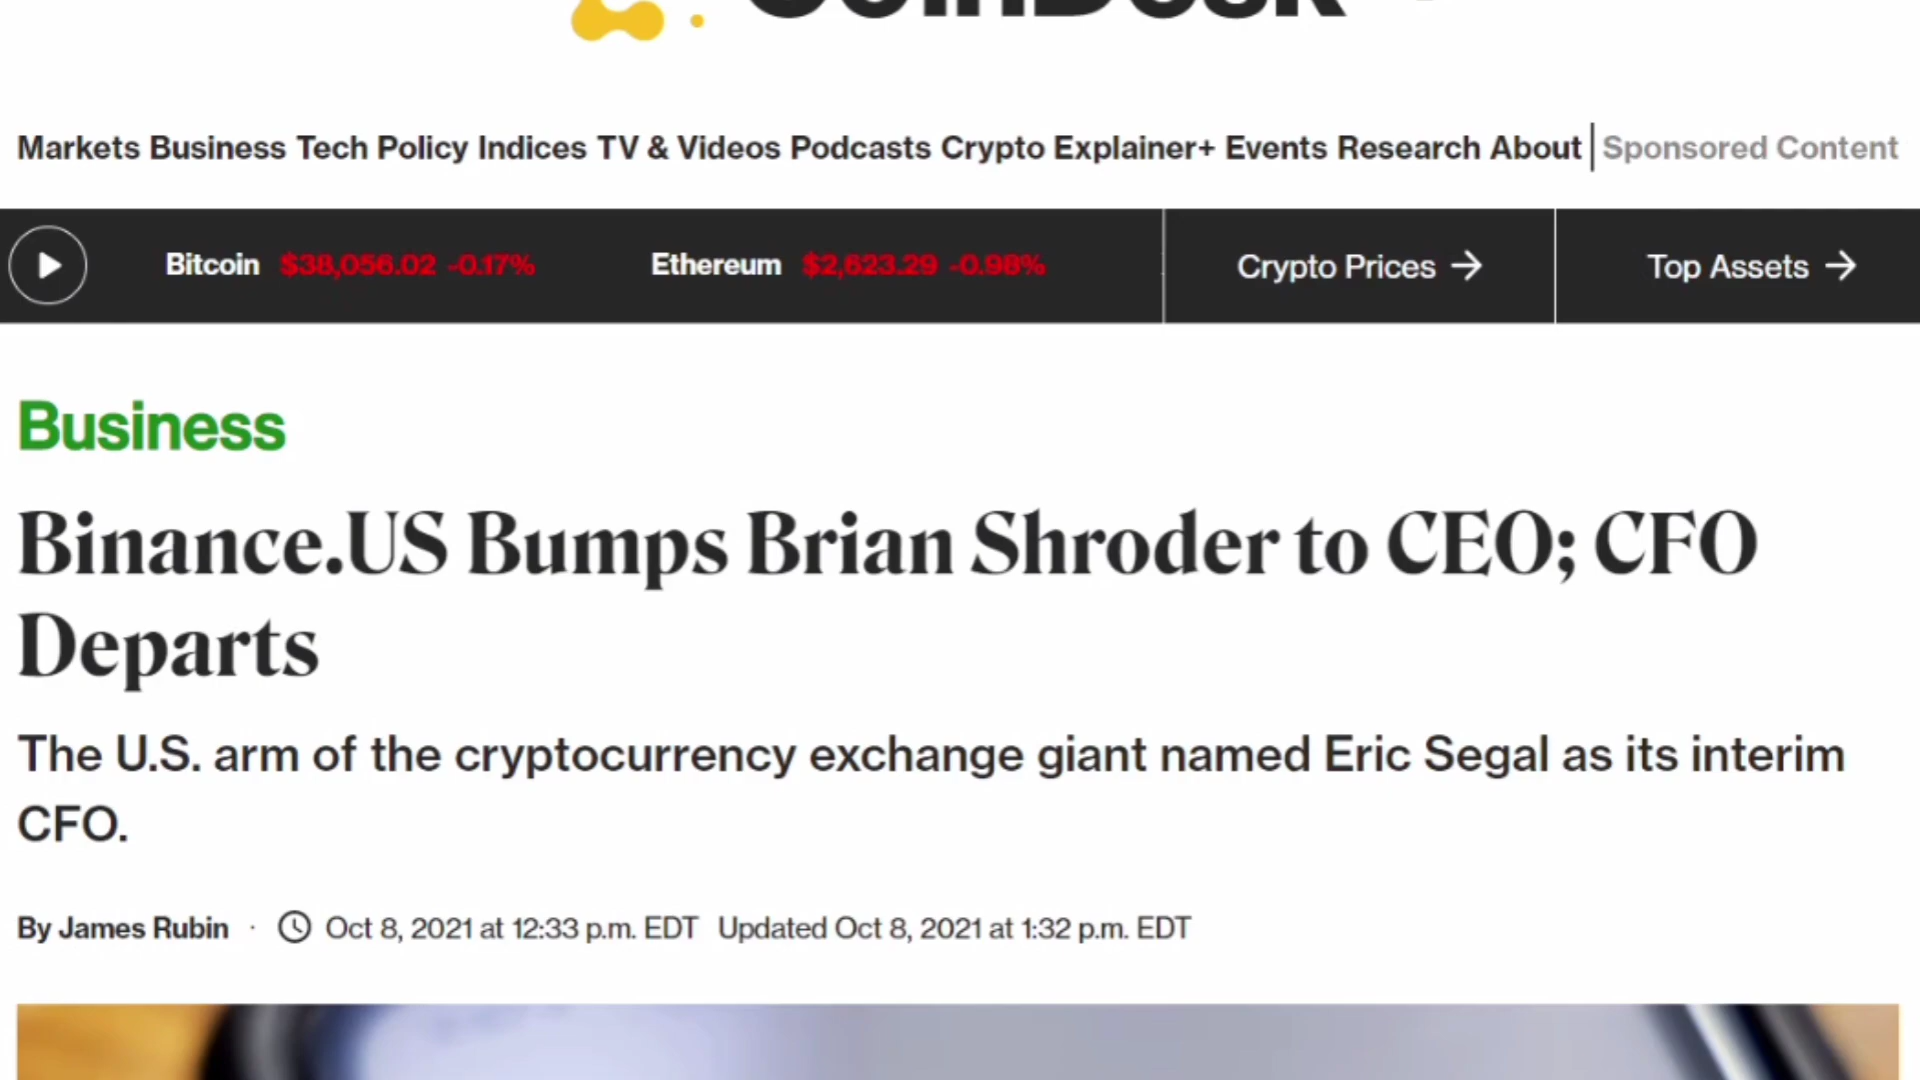 CoinDesk
Markets Business Tech Policy Indices TV & Videos Podcasts Crypto Explainer+ Events Research About Sponsored Content
Bitcoin $38,056.02 -0.17% Ethereum $2,623.29 -0.98% Crypto Prices → Top Assets →
Business
Binance.US Bumps Brian Shroder to CEO; CFO
Departs
The U.S. arm of the cryptocurrency exchange giant named Eric Segal as its interim
CFO.
By James Rubin · Oct 8, 2021 at 12:33 p.m. EDT Updated Oct 8, 2021 at 1:32 p.m. EDT